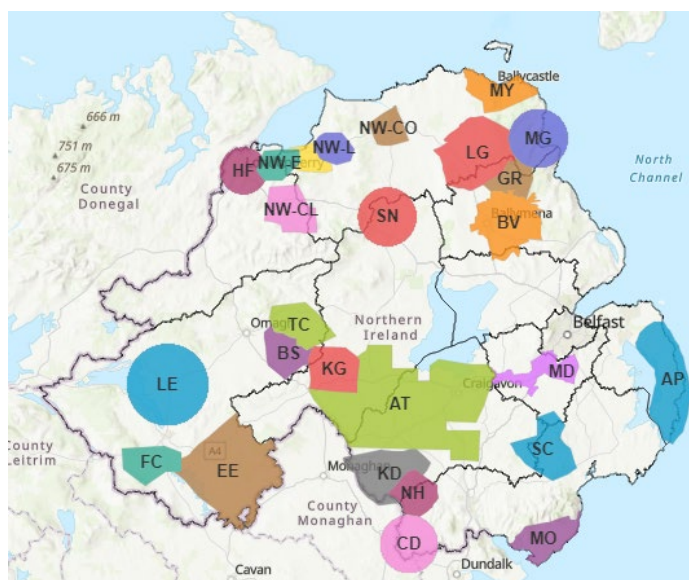 Ballycastle
MY
666 m
NW-CO
751 m
NW-L
MG
LG
675 m
NW-E
HF
North
Channel
GR
County
Donegal
NW-CL
SN
BV
Ballymena
TC
Northern
Ireland
Belfast
BS
KG
MD
LE
AP
Craigavon
AT
County
Leitrim
SC
FC
A4
EE
Monaghan
KD
NH
County
Monaghan
CD
MO
Cavan
Dundalk